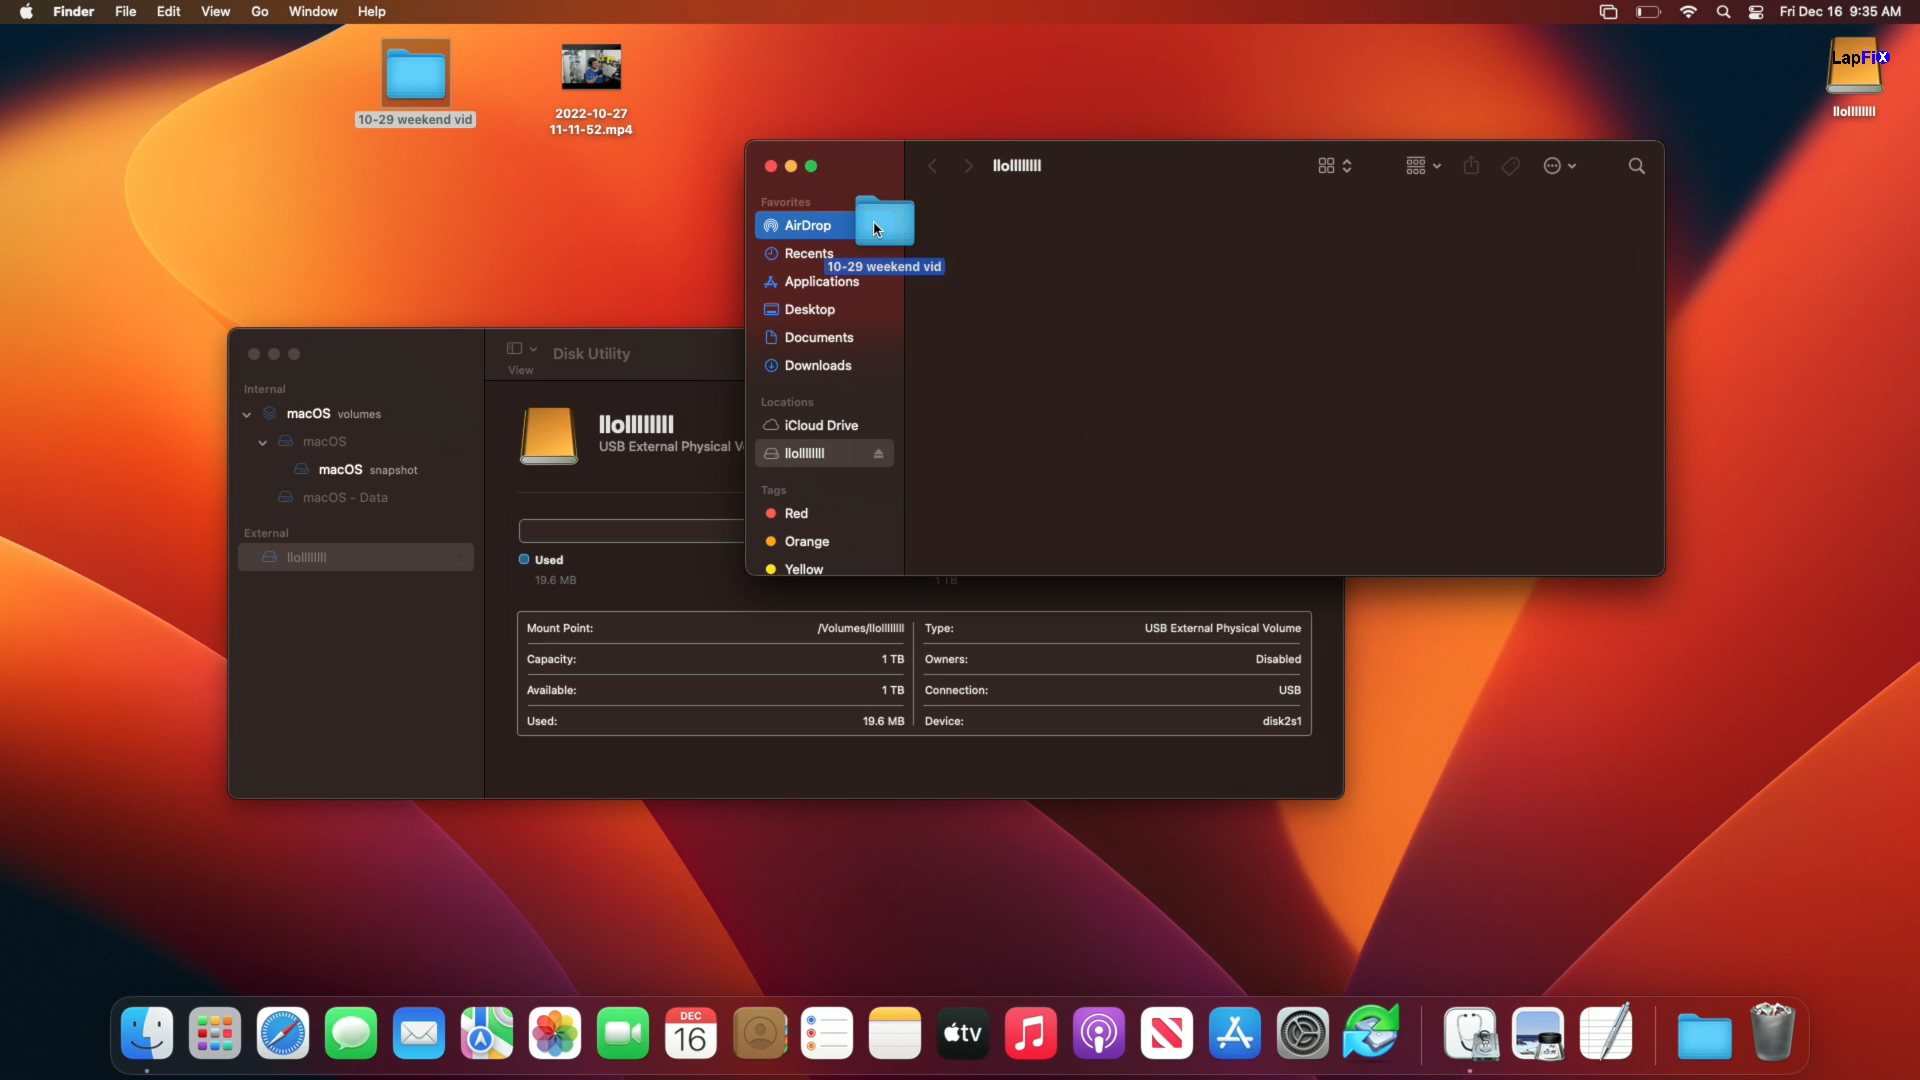 Finder File Edit View Go Window Help
Fri Dec 16 9:35 AM
10-29 weekend vid
2022-10-27
11-11-52.mp4
LapFiX
llollllllll
llollllllll
Favorites
AirDrop
Recents
10-29 weekend vid
Applications
Desktop
Documents
Downloads
Locations
iCloud Drive
llollllllll
Tags
Red
Orange
Yellow
Disk Utility
View
Internal
macOS volumes
macOS
macOS snapshot
macOS - Data
External
llollllllll
llollllllll
USB External Physical V
Used
19.6 MB
1 TB
Mount Point: /Volumes/llollllllll
Capacity: 1 TB
Available: 1 TB
Used: 19.6 MB
Type: USB External Physical Volume
Owners: Disabled
Connection: USB
Device: disk2s1
DEC
16
tv